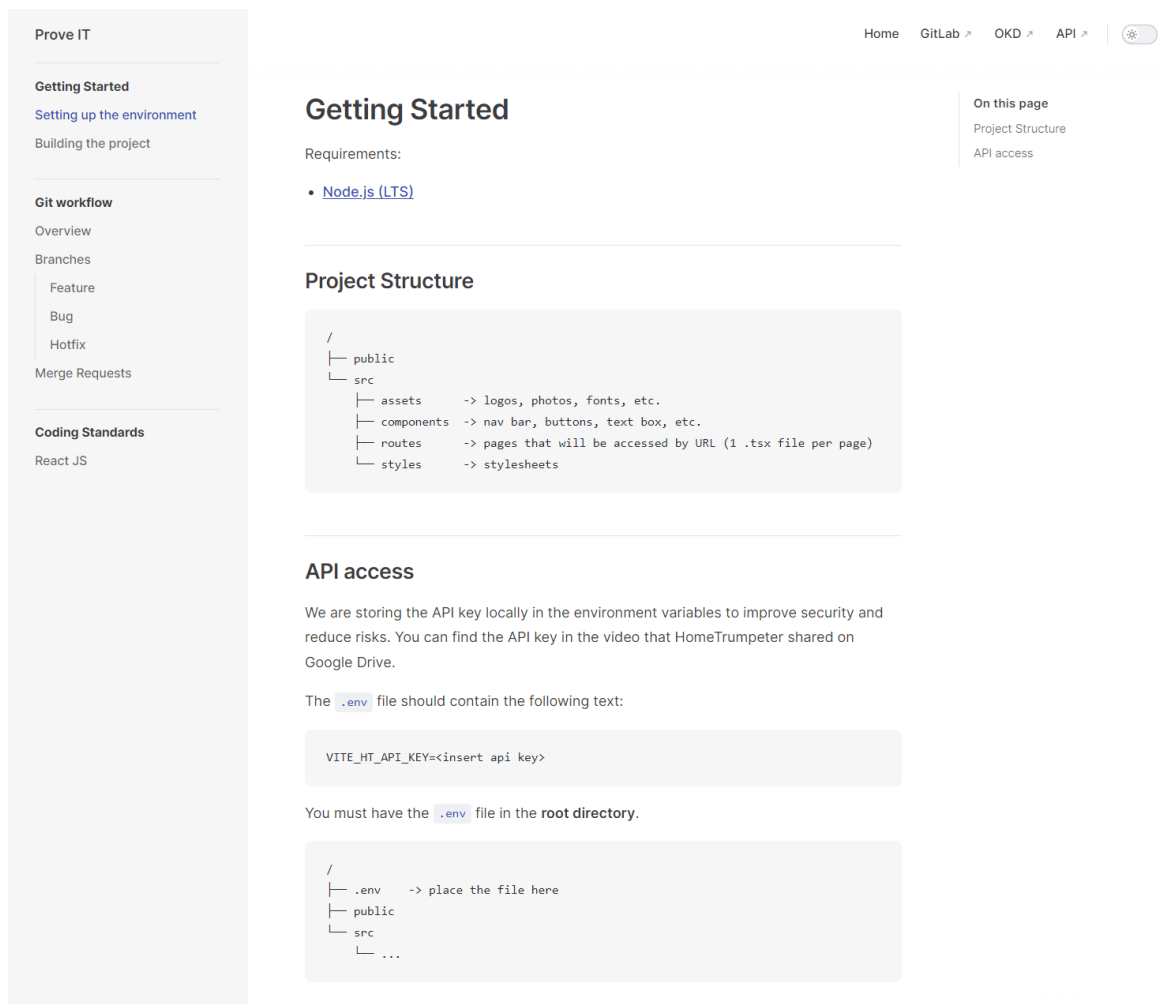 Prove IT
Home
GitLab ↗
OKD ↗
API ↗
Getting Started
Setting up the environment
Building the project
Git workflow
Overview
Branches
Feature
Bug
Hotfix
Merge Requests
Coding Standards
React JS
Getting Started
Requirements:
• Node.js (LTS)
Project Structure
/
├── public
└── src
    ├── assets      -> logos, photos, fonts, etc.
    ├── components  -> nav bar, buttons, text box, etc.
    ├── routes      -> pages that will be accessed by URL (1 .tsx file per page)
    └── styles      -> stylesheets
API access
We are storing the API key locally in the environment variables to improve security and
reduce risks. You can find the API key in the video that HomeTrumpeter shared on
Google Drive.
The .env file should contain the following text:
VITE_HT_API_KEY=<insert api key>
You must have the .env file in the root directory.
/
├── .env    -> place the file here
├── public
└── src
    └── ...
On this page
Project Structure
API access